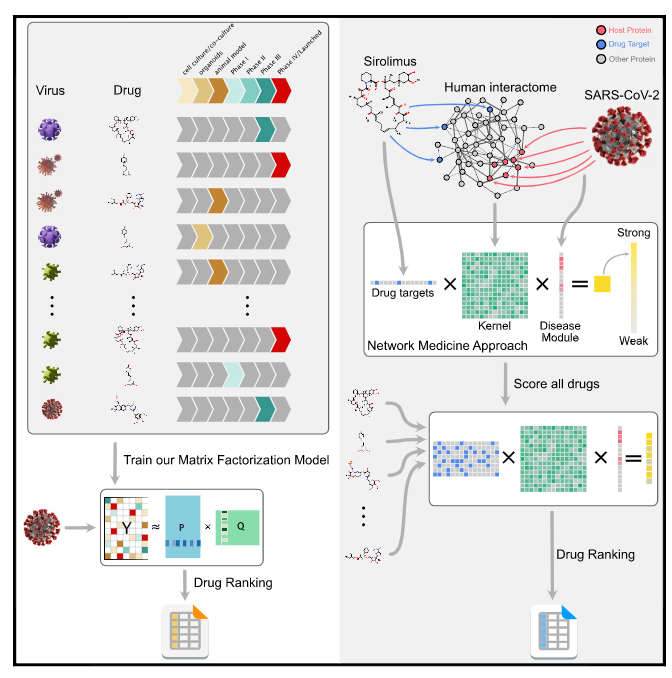 Virus
Drug
cell culture/co-culture
organoids
animal model
Phase I
Phase II
Phase III
Phase IV/Launched
Train our Matrix Factorization Model
Y ≈ P × Q
Drug Ranking
Host Protein
Drug Target
Other Protein
Sirolimus
Human interactome
SARS-CoV-2
Strong
× × =
Drug targets
Kernel
Disease
Module
Weak
Network Medicine Approach
Score all drugs
× × =
Drug Ranking